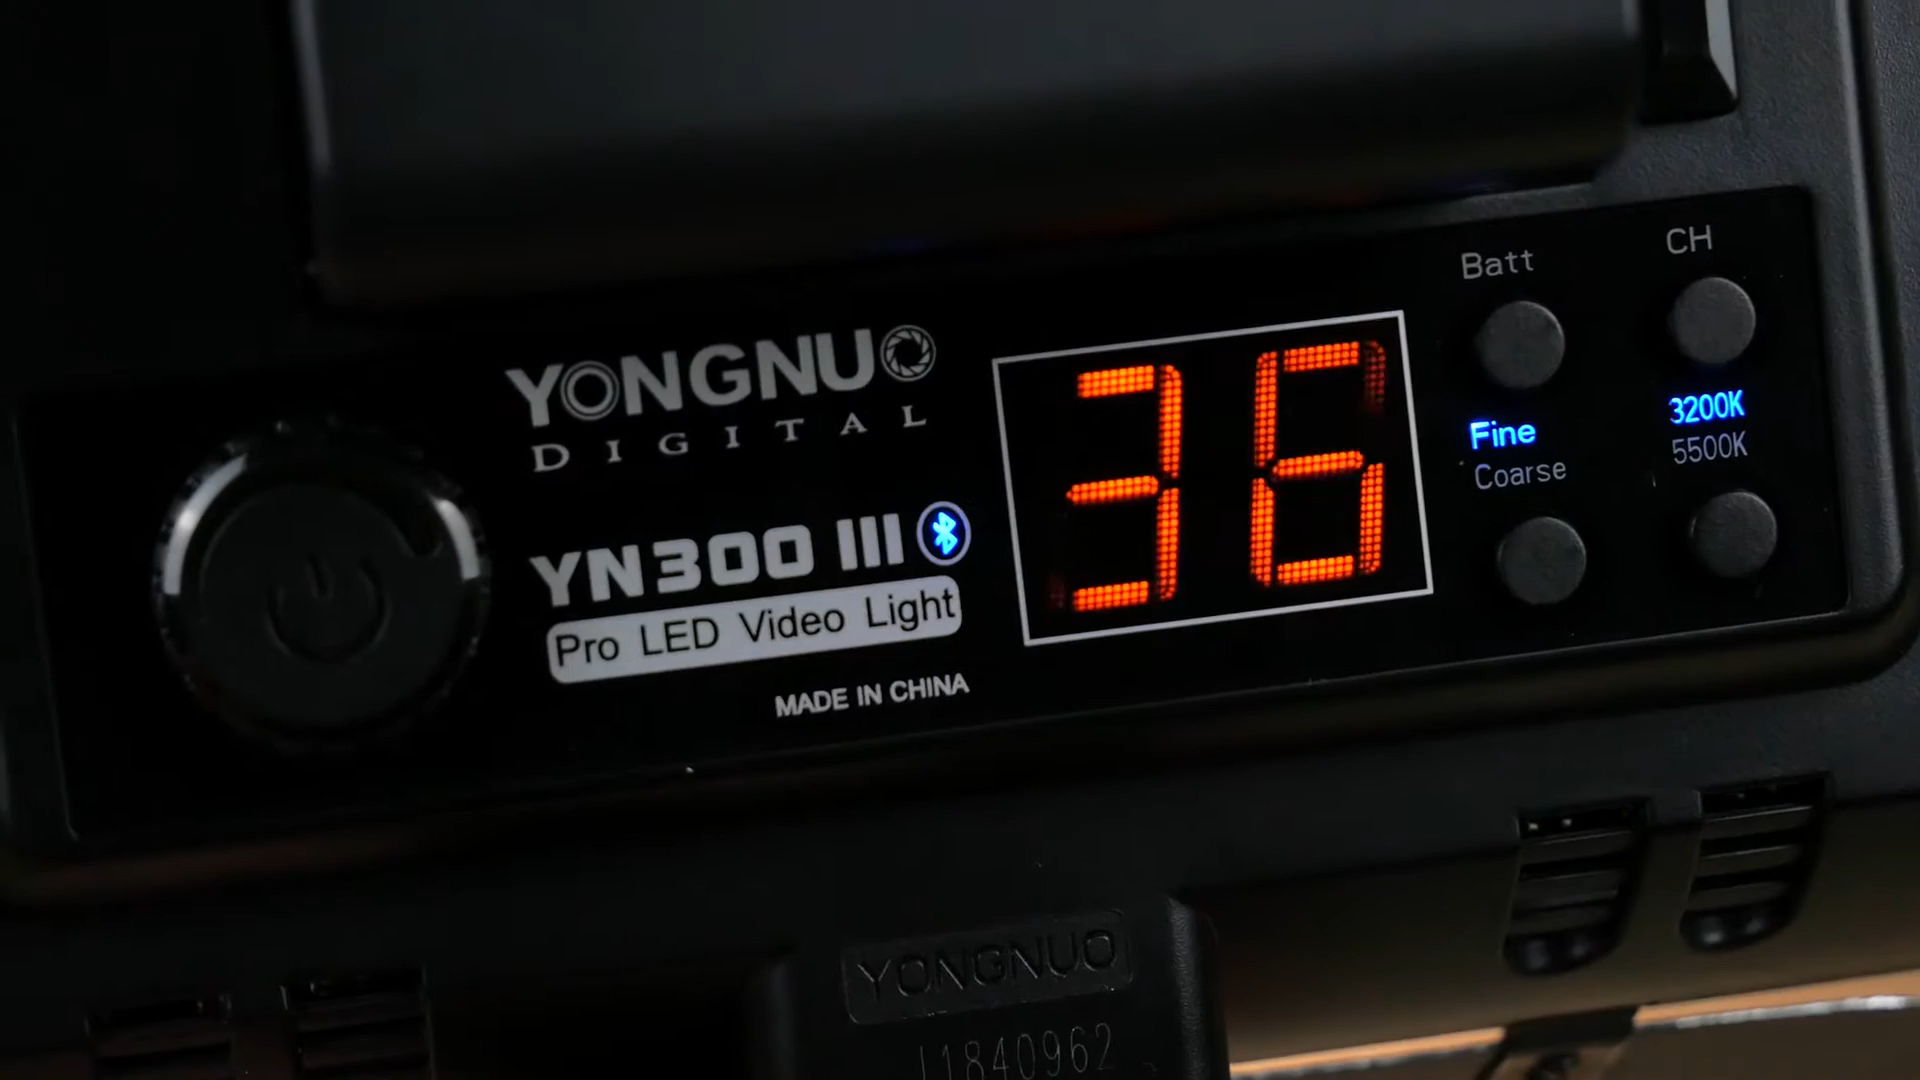 YONGNUO
DIGITAL
YN300 III
Pro LED Video Light
MADE IN CHINA
36
Batt
CH
Fine
Coarse
3200K
5500K
YONGNUO
J1840962